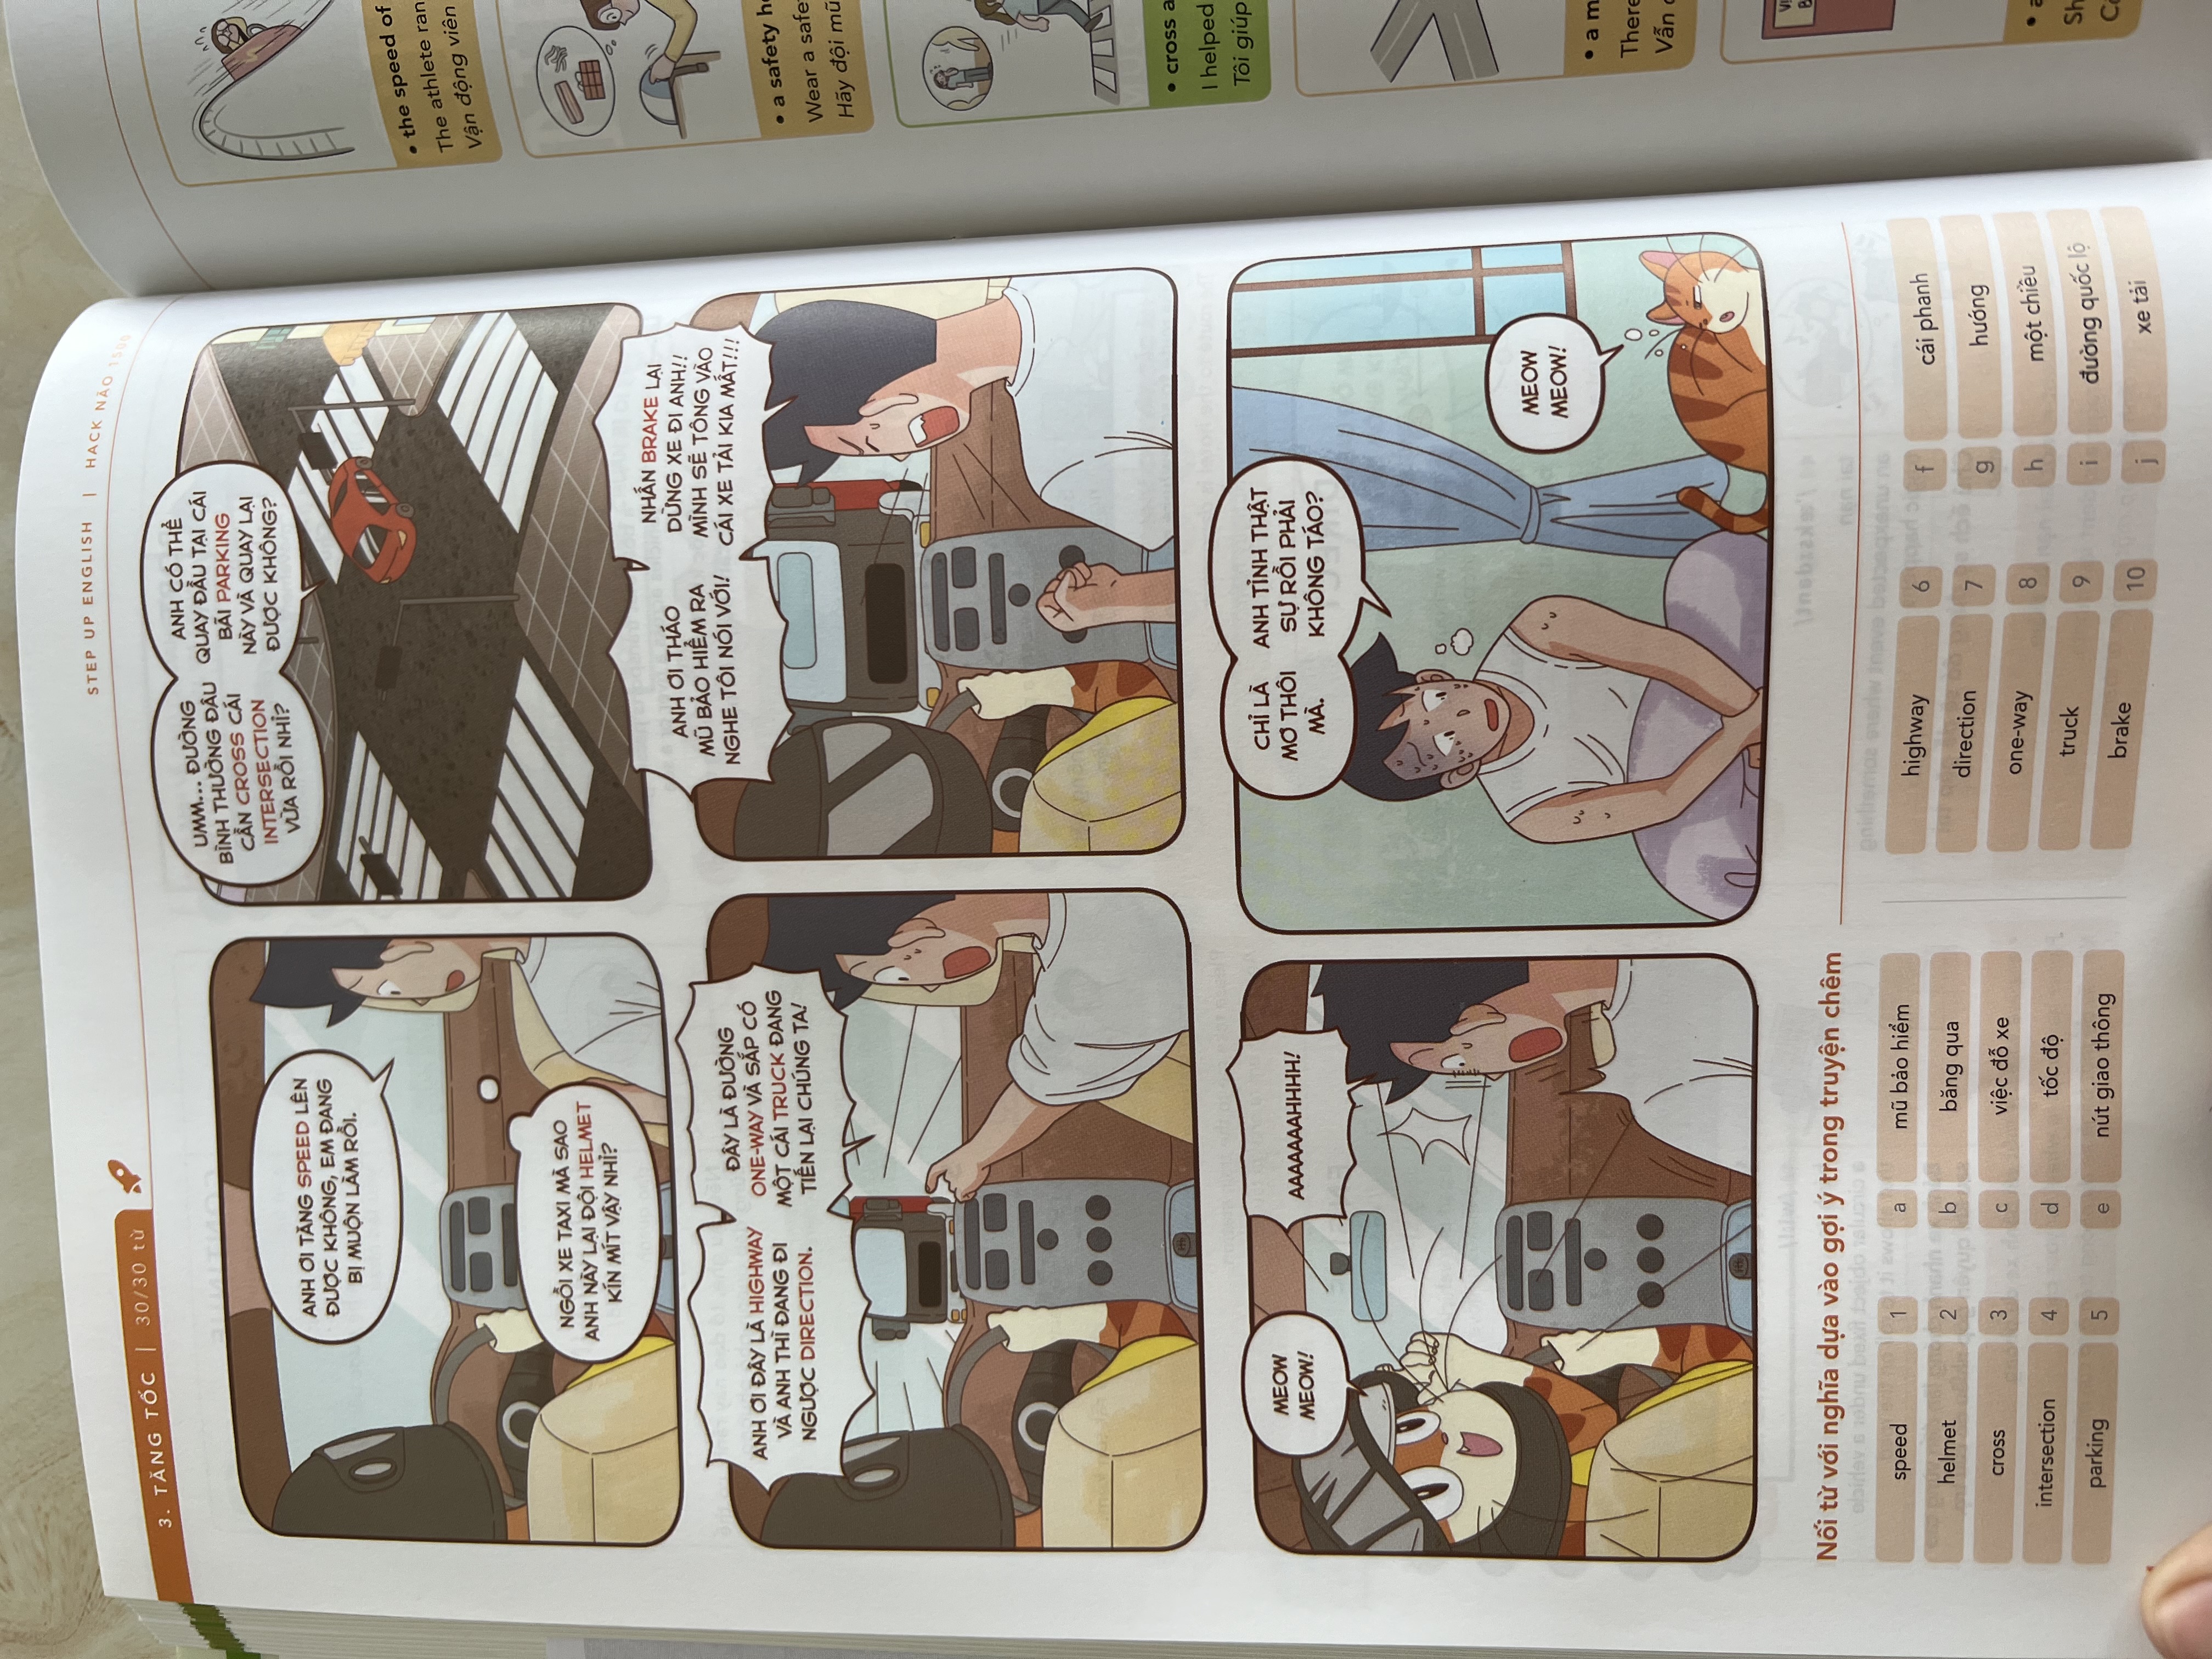 STEP UP ENGLISH | HACK NÃO 1500
3. TĂNG TỐC | 30/30 từ
ANH ƠI TĂNG SPEED LÊN
ĐƯỢC KHÔNG, EM ĐANG
BỊ MUỘN LÀM RỒI.
NGỒI XE TAXI MÀ SAO
ANH NÀY LẠI ĐỘI HELMET
KÍN MÍT VẬY NHỈ?
UMM... ĐƯỜNG
BÌNH THƯỜNG ĐÂU
CẦN CROSS CÁI
INTERSECTION
VỪA RỒI NHỈ?
ANH CÓ THỂ
QUAY ĐẦU TẠI CÁI
BÃI PARKING
NÀY VÀ QUAY LẠI
ĐƯỢC KHÔNG?
ANH ƠI ĐÂY LÀ HIGHWAY
VÀ ANH THÌ ĐANG ĐI
NGƯỢC DIRECTION.
ĐÂY LÀ ĐƯỜNG
ONE-WAY VÀ SẮP CÓ
MỘT CÁI TRUCK ĐANG
TIẾN LẠI CHÚNG TA!
ANH ƠI THÁO
MŨ BẢO HIỂM RA
NGHE TÔI NÓI VỚI!
NHẤN BRAKE LẠI
DỪNG XE ĐI ANH!!
MÌNH SẼ TÔNG VÀO
CÁI XE TẢI KIA MẤT!!!
MEOW
MEOW!
AAAAAAAHHHH!
CHỈ LÀ
MƠ THÔI
MÀ.
ANH TỈNH THẬT
SỰ RỒI PHẢI
KHÔNG TÁO?
MEOW
MEOW!
Nối từ với nghĩa dựa vào gợi ý trong truyện chêm
speed 1 a mũ bảo hiểm
helmet 2 b băng qua
cross 3 c việc đỗ xe
intersection 4 d tốc độ
parking 5 e nút giao thông
highway 6 f cái phanh
direction 7 g hướng
one-way 8 h một chiều
truck 9 i đường quốc lộ
brake 10 j xe tải
• the speed of
The athlete ran
Vận động viên
• a safety
Wear a
Hãy đội mũ
• cross
I helped
Tôi giúp
• a
There
Vẫn